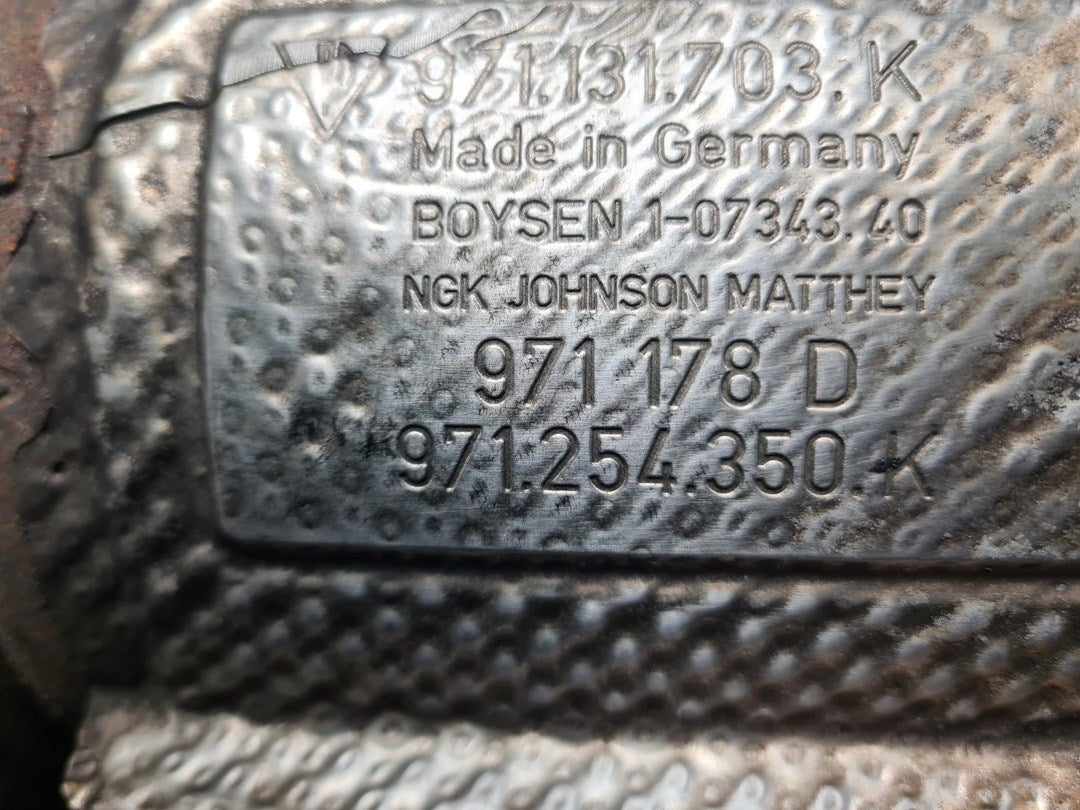 971.131.703.K
Made in Germany
BOYSEN 1-07343.40
NGK JOHNSON MATTHEY
971 178 D
971.254.350.K